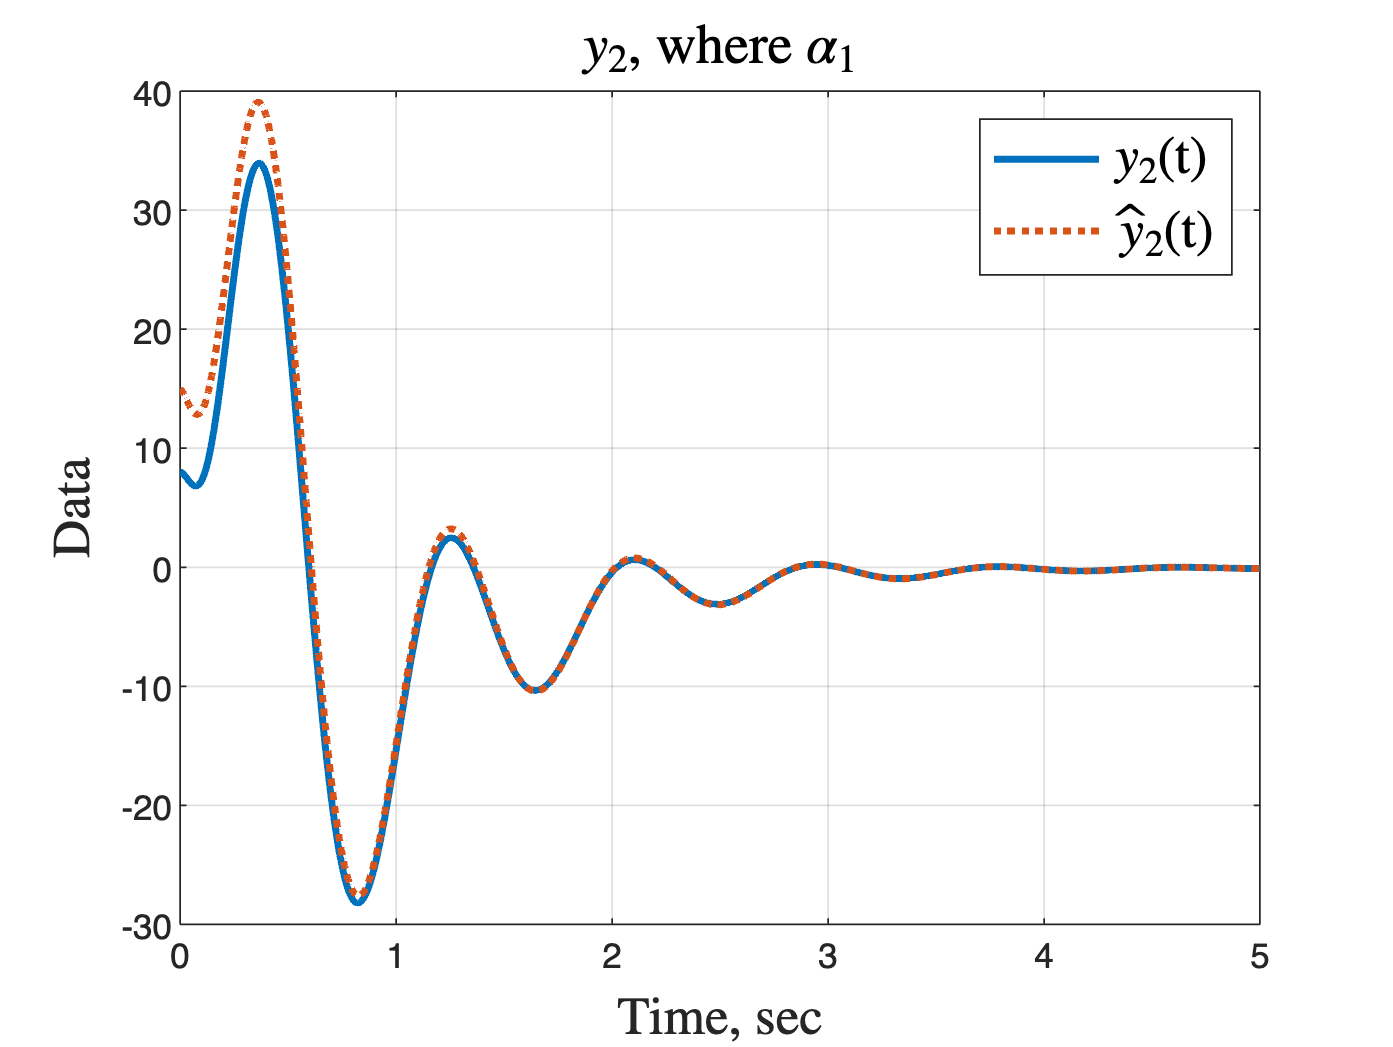 y₂, where α₁
40
30
20
10
0
-10
-20
-30
Data
y₂(t)
ŷ₂(t)
0 1 2 3 4 5
Time, sec